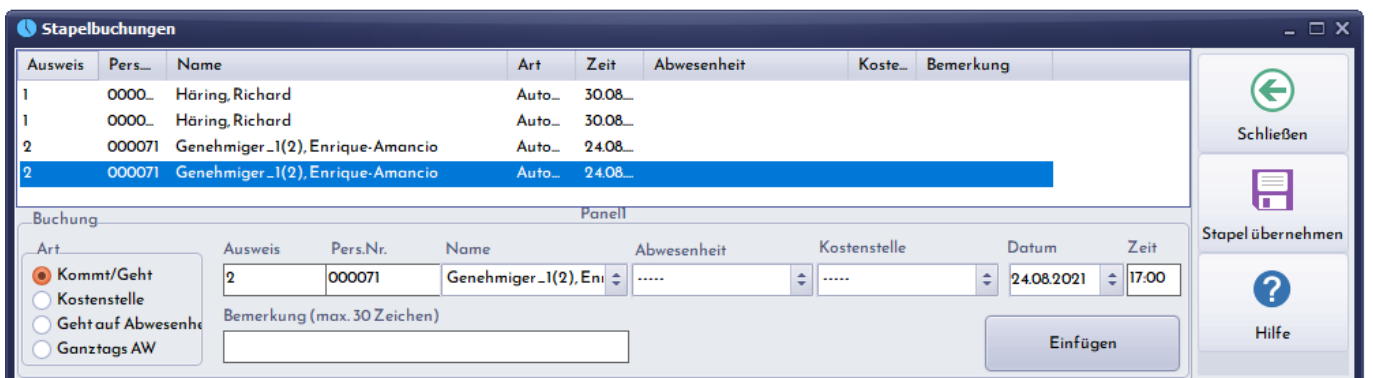 Stapelbuchungen
Ausweis Pers.... Name Art Zeit Abwesenheit Koste... Bemerkung
1 0000... Häring, Richard Auto... 30.08....
1 0000... Häring, Richard Auto... 30.08....
2 000071 Genehmiger_1(2), Enrique-Amancio Auto... 24.08....
2 000071 Genehmiger_1(2), Enrique-Amancio Auto... 24.08....
Schließen
Stapel übernehmen
Hilfe
Panel1
Buchung
Art
Kommt/Geht
Kostenstelle
Geht auf Abwesenhe
Ganztags AW
Ausweis Pers.Nr. Name Abwesenheit Kostenstelle Datum Zeit
2 000071 Genehmiger_1(2), Enr ----- ----- 24.08.2021 17:00
Bemerkung (max. 30 Zeichen)
Einfügen